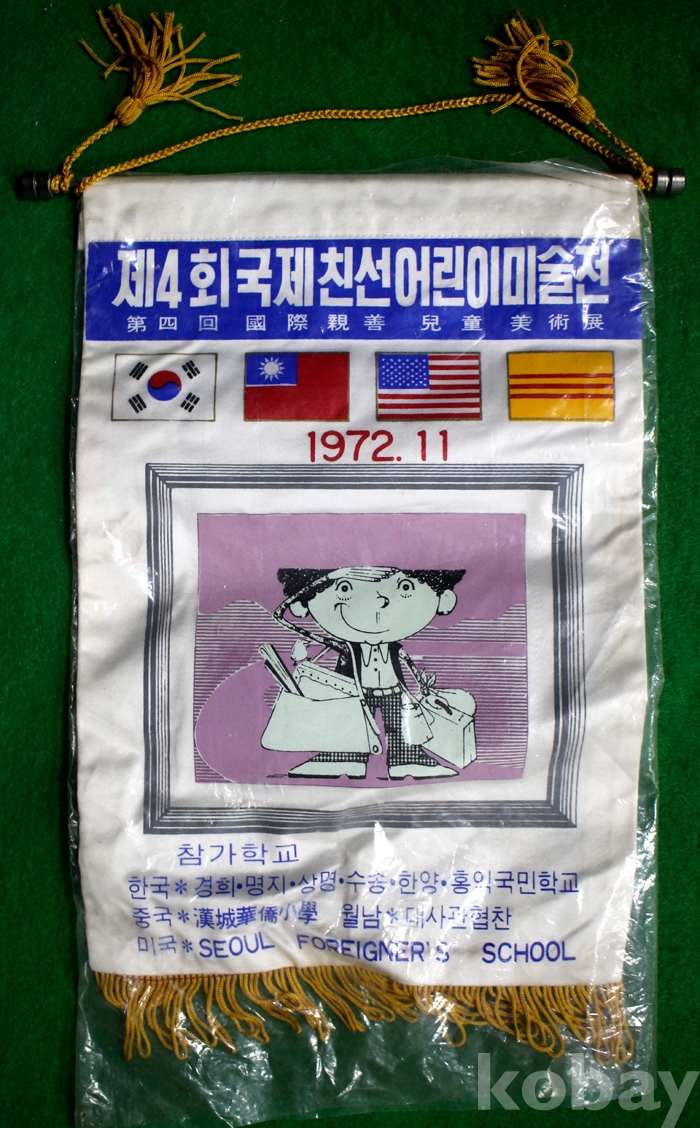 제4회 국제친선어린이미술전
第四回 國際親善 兒童美術展
1972.11
참가학교
한국*경희·명지·상명·수송·한양·홍익국민학교
중국*漢城華僑小學 월남*대사관협찬
미국*SEOUL FOREIGNER'S SCHOOL
kobay